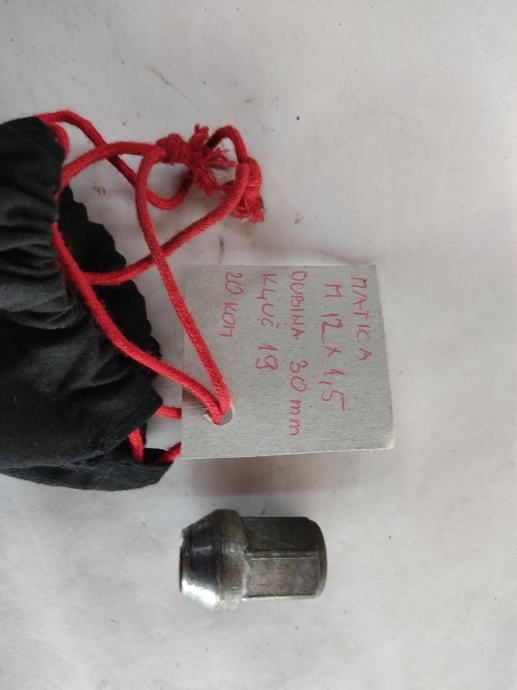 MATICA
M 12 x 1,5
DUBINA 30 mm
KLJUČ 19
20 KOM